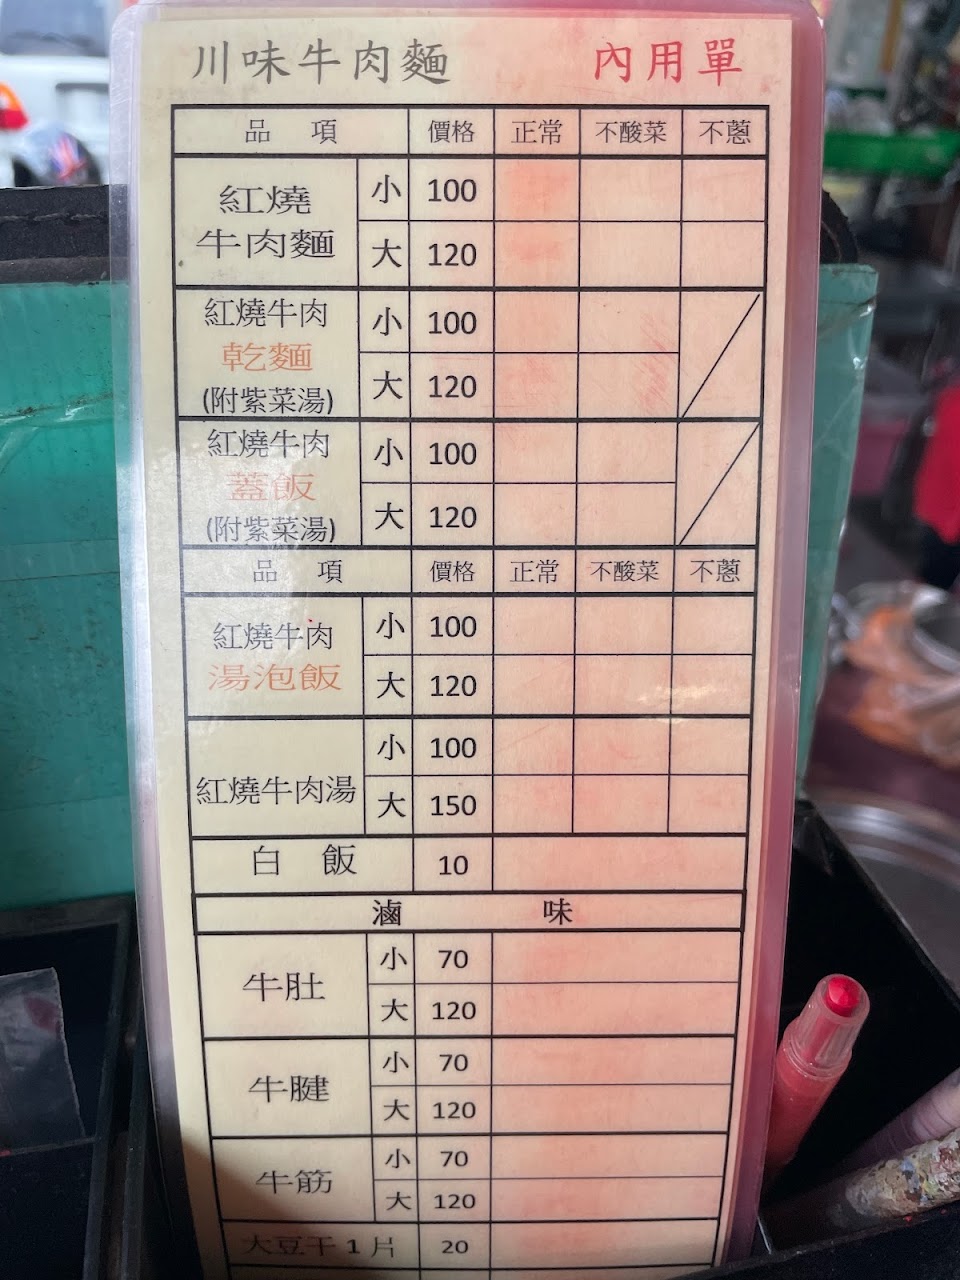 川味牛肉麵 內用單
品 項 價格 正常 不酸菜 不蔥
紅燒
牛肉麵
小 100
大 120
紅燒牛肉
乾麵
(附紫菜湯)
小 100
大 120
紅燒牛肉
蓋飯
(附紫菜湯)
小 100
大 120
品 項 價格 正常 不酸菜 不蔥
紅燒牛肉
湯泡飯
小 100
大 120
紅燒牛肉湯
小 100
大 150
白 飯 10
滷 味
牛肚
小 70
大 120
牛腱
小 70
大 120
牛筋
小 70
大 120
大豆干1片 20